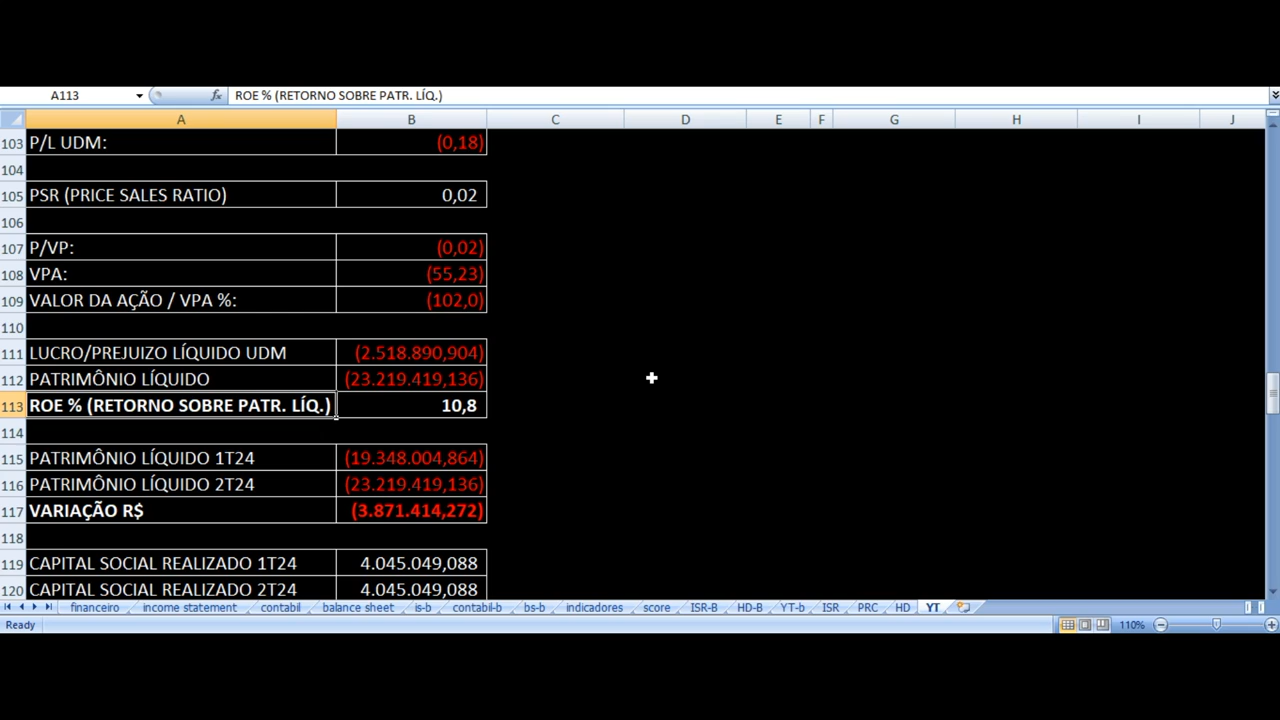 A113 fx ROE % (RETORNO SOBRE PATR. LÍQ.)
A B C D E F G H I J
103 P/L UDM: (0,18)
104
105 PSR (PRICE SALES RATIO) 0,02
106
107 P/VP: (0,02)
108 VPA: (55,23)
109 VALOR DA AÇÃO / VPA %: (102,0)
110
111 LUCRO/PREJUIZO LÍQUIDO UDM (2.518.890,904)
112 PATRIMÔNIO LÍQUIDO (23.219.419,136)
113 ROE % (RETORNO SOBRE PATR. LÍQ.) 10,8
114
115 PATRIMÔNIO LÍQUIDO 1T24 (19.348.004,864)
116 PATRIMÔNIO LÍQUIDO 2T24 (23.219.419,136)
117 VARIAÇÃO R$ (3.871.414,272)
118
119 CAPITAL SOCIAL REALIZADO 1T24 4.045.049,088
120 CAPITAL SOCIAL REALIZADO 2T24 4.045.049,088
financeiro income statement contabil balance sheet is-b contabil-b bs-b indicadores score ISR-B HD-B YT-b ISR PRC HD YT
Ready 110%